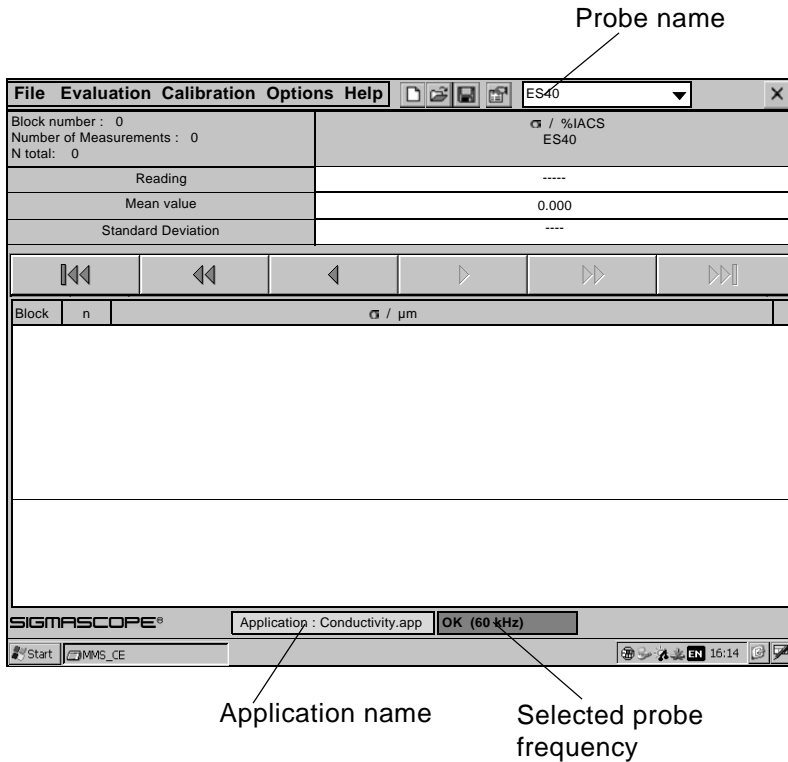 Probe name
File Evaluation Calibration Options Help ES40
Block number : 0
Number of Measurements : 0
N total: 0
σ / %IACS
ES40
Reading -----
Mean value 0.000
Standard Deviation ----
Block n σ / µm
SIGMASCOPE® Application : Conductivity.app OK (60 kHz)
Start MMS_CE EN 16:14
Application name
Selected probe
frequency